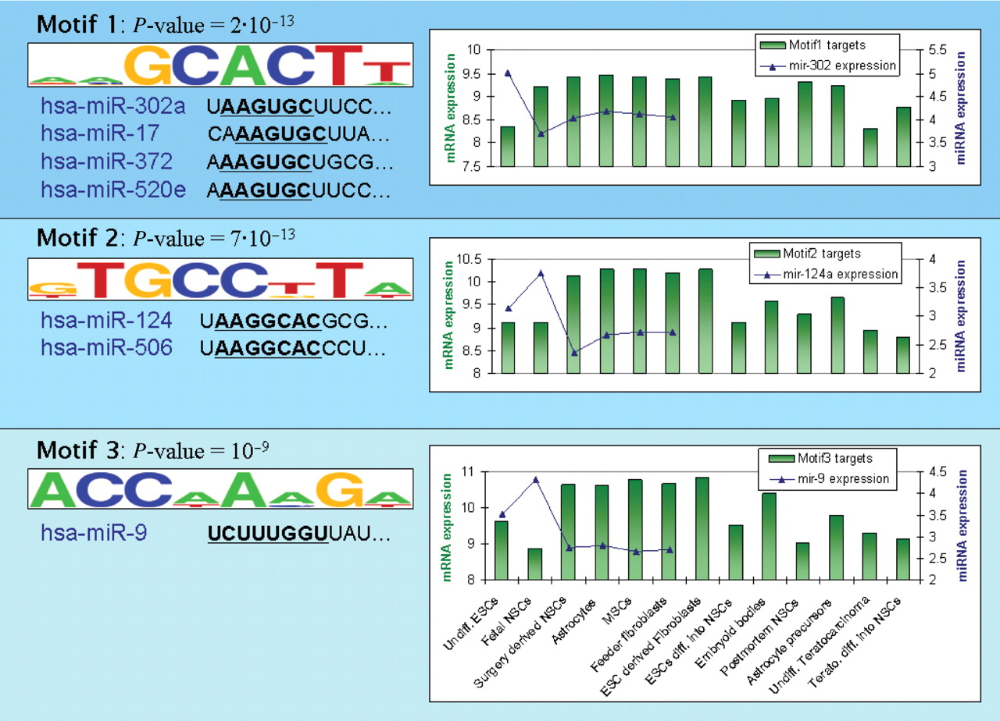 Motif 1: P-value = 2·10⁻¹³
AAGCACTT
hsa-miR-302a UAAGUGCUUCC...
hsa-miR-17 CAAAGUGCUUA...
hsa-miR-372 AAAGUGCUGCG...
hsa-miR-520e AAAGUGCUUCC...
Motif1 targets
mir-302 expression
mRNA expression
10
9.5
9
8.5
8
7.5
5.5
5
4.5
4
3.5
3
miRNA expression
Motif 2: P-value = 7·10⁻¹³
GTGCCTTA
hsa-miR-124 UAAGGCACGCG...
hsa-miR-506 UAAGGCACCCU...
Motif2 targets
mir-124a expression
mRNA expression
10.5
10
9.5
9
8.5
8
4
3.5
3
2.5
2
miRNA expression
Motif 3: P-value = 10⁻⁹
ACCAAAGA
hsa-miR-9 UCUUUGGUUAU...
Motif3 targets
mir-9 expression
mRNA expression
11
10
9
8
4.5
4
3.5
3
2.5
2
miRNA expression
Undiff. ESCs
Fetal NSCs
Surgery derived NSCs
Astrocytes
MSCs
Feeder fibroblasts
ESC derived Fibroblasts
ESCs diff. Into NSCs
Embryoid bodies
Postmortem NSCs
Astrocyte precursors
Undiff. Teratocarcinoma
Terato. diff. Into NSCs